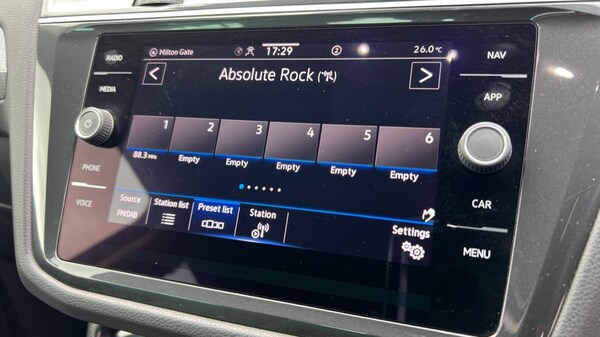 RADIO
MEDIA
PHONE
VOICE
Milton Gate
17:29
2
26.0°C
Absolute Rock
1
2
3
4
5
6
88.3 MHz
Empty
Empty
Empty
Empty
Empty
Source
FM/DAB
Station list
Preset list
Station
Settings
NAV
APP
CAR
MENU